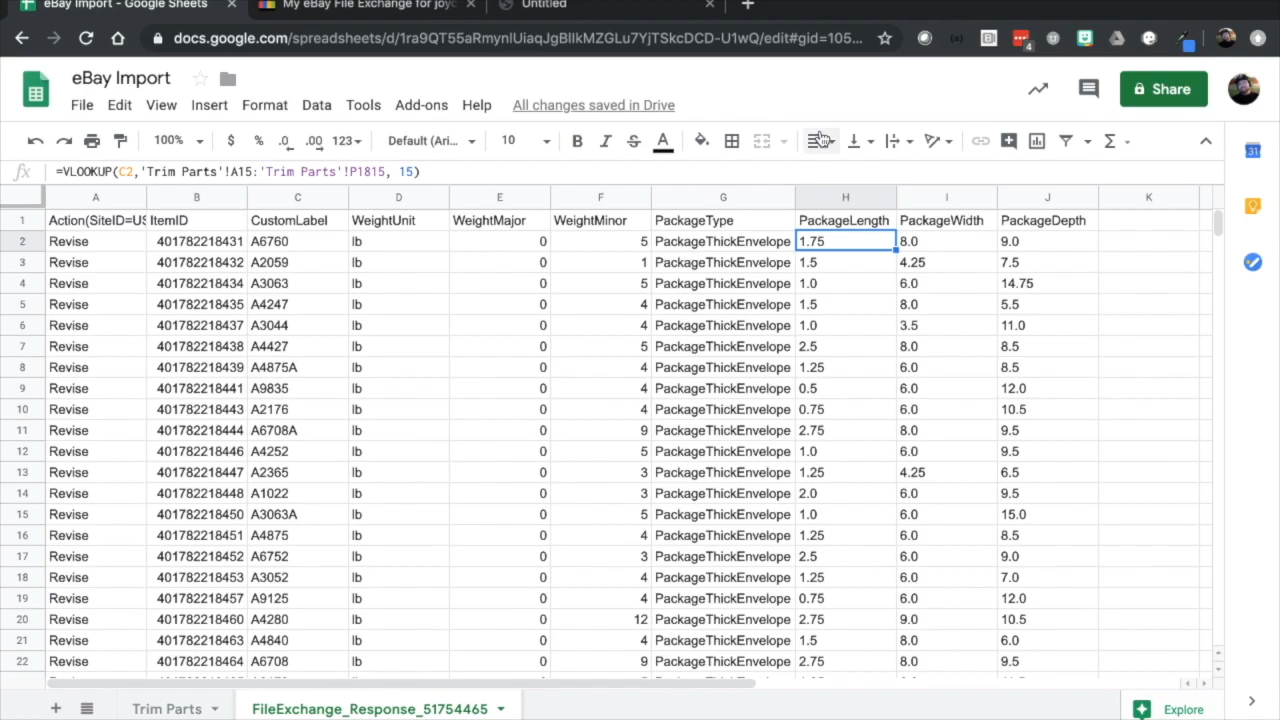 eBay Import - Google Sheets
My eBay File Exchange for joyc
Untitled
docs.google.com/spreadsheets/d/1ra9QT55aRmynlUiaqJgBllkMZGLu7YjTSkcDCD-U1wQ/edit#gid=105...
4
eBay Import
File Edit View Insert Format Data Tools Add-ons Help All changes saved in Drive
Share
100% $ % .0 .00 123 Default (Ari... 10 B I S A
fx =VLOOKUP(C2,'Trim Parts'!A15:'Trim Parts'!P1815, 15)
31
A B C D E F G H I J K
1 Action(SiteID=US ItemID CustomLabel WeightUnit WeightMajor WeightMinor PackageType PackageLength PackageWidth PackageDepth
2 Revise 401782218431 A6760 lb 0 5 PackageThickEnvelope 1.75 8.0 9.0
3 Revise 401782218432 A2059 lb 0 1 PackageThickEnvelope 1.5 4.25 7.5
4 Revise 401782218434 A3063 lb 0 5 PackageThickEnvelope 1.0 6.0 14.75
5 Revise 401782218435 A4247 lb 0 4 PackageThickEnvelope 1.5 8.0 5.5
6 Revise 401782218437 A3044 lb 0 4 PackageThickEnvelope 1.0 3.5 11.0
7 Revise 401782218438 A4427 lb 0 5 PackageThickEnvelope 2.5 8.0 8.5
8 Revise 401782218439 A4875A lb 0 4 PackageThickEnvelope 1.25 6.0 8.5
9 Revise 401782218441 A9835 lb 0 4 PackageThickEnvelope 0.5 6.0 12.0
10 Revise 401782218443 A2176 lb 0 4 PackageThickEnvelope 0.75 6.0 10.5
11 Revise 401782218444 A6708A lb 0 9 PackageThickEnvelope 2.75 8.0 9.5
12 Revise 401782218446 A4252 lb 0 5 PackageThickEnvelope 1.0 6.0 9.5
13 Revise 401782218447 A2365 lb 0 3 PackageThickEnvelope 1.25 4.25 6.5
14 Revise 401782218448 A1022 lb 0 3 PackageThickEnvelope 2.0 6.0 9.5
15 Revise 401782218450 A3063A lb 0 5 PackageThickEnvelope 1.0 6.0 15.0
16 Revise 401782218451 A4875 lb 0 4 PackageThickEnvelope 1.25 6.0 8.5
17 Revise 401782218452 A6752 lb 0 3 PackageThickEnvelope 2.5 6.0 9.0
18 Revise 401782218453 A3052 lb 0 4 PackageThickEnvelope 1.25 6.0 7.0
19 Revise 401782218457 A9125 lb 0 4 PackageThickEnvelope 0.75 6.0 12.0
20 Revise 401782218460 A4280 lb 0 12 PackageThickEnvelope 2.75 9.0 10.5
21 Revise 401782218463 A4840 lb 0 4 PackageThickEnvelope 1.5 8.0 6.0
22 Revise 401782218464 A6708 lb 0 9 PackageThickEnvelope 2.75 8.0 9.5
Trim Parts FileExchange_Response_51754465 Explore